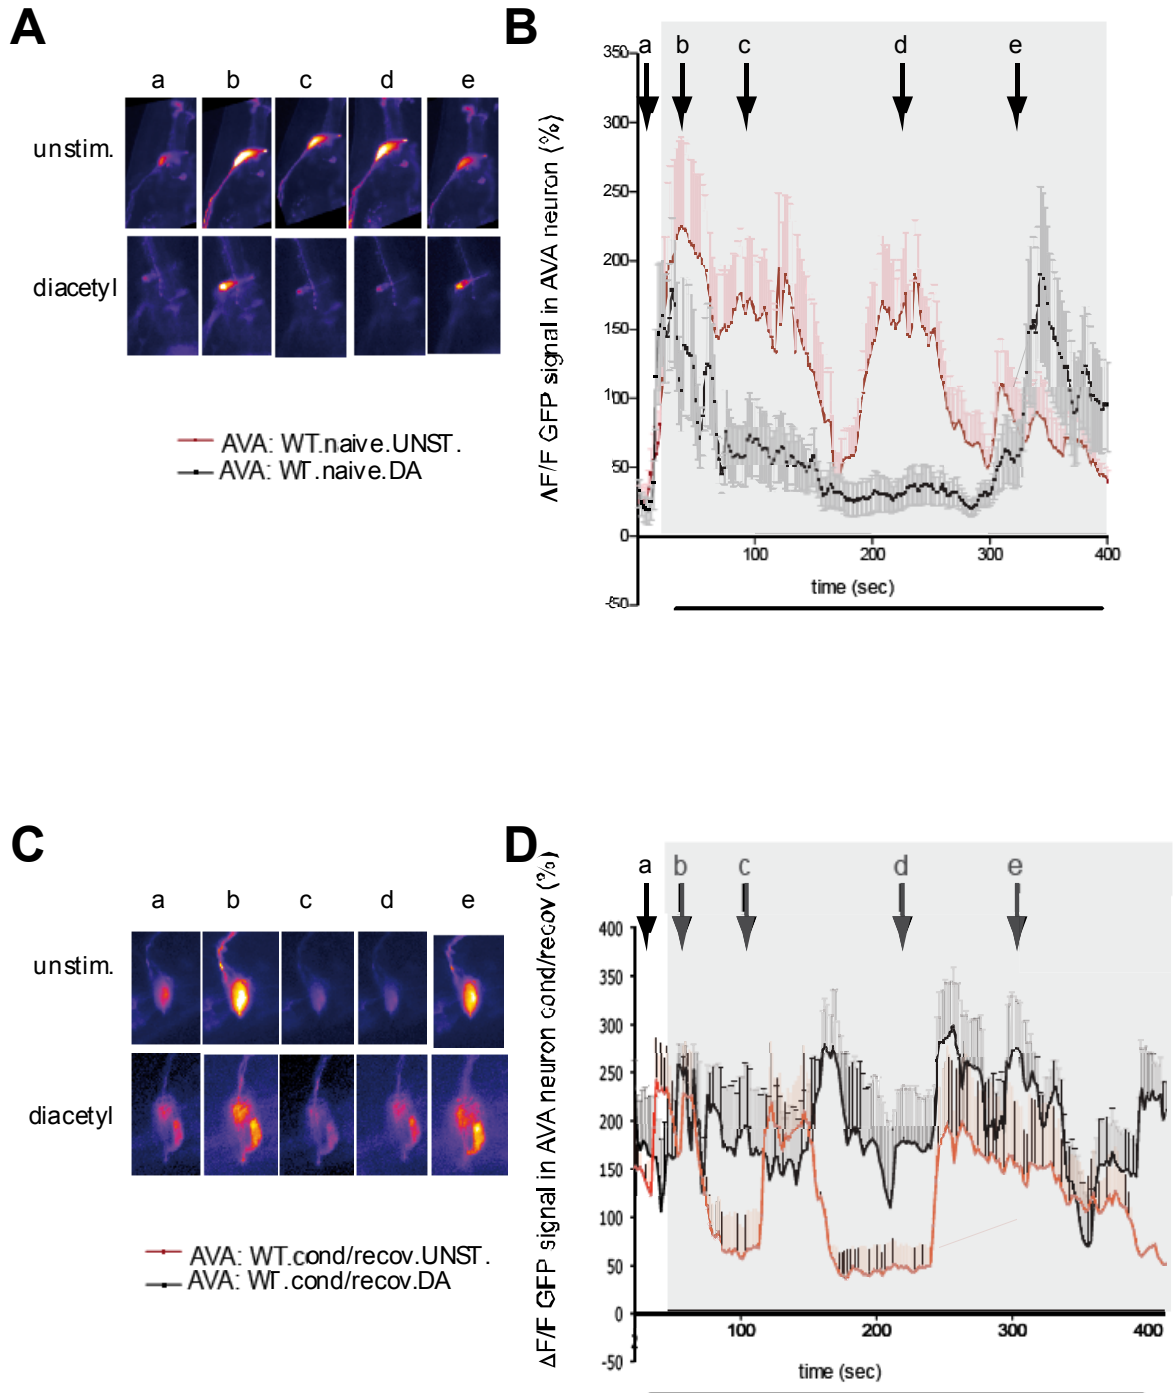 A
B
a b c d e
unstim.
diacetyl
AVA: WT.naive.UNST.
AVA: WT.naive.DA
a b c d e
350
300
250
200
150
100
50
0
-50
100 200 300 400
time (sec)
ΔF/F GFP signal in AVA neuron (%)
C
D
a b c d e
unstim.
diacetyl
AVA: WT.cond/recov.UNST.
AVA: WT.cond/recov.DA
a b c d e
400
350
300
250
200
150
100
50
0
-50
100 200 300 400
time (sec)
ΔF/F GFP signal in AVA neuron cond/recov (%)